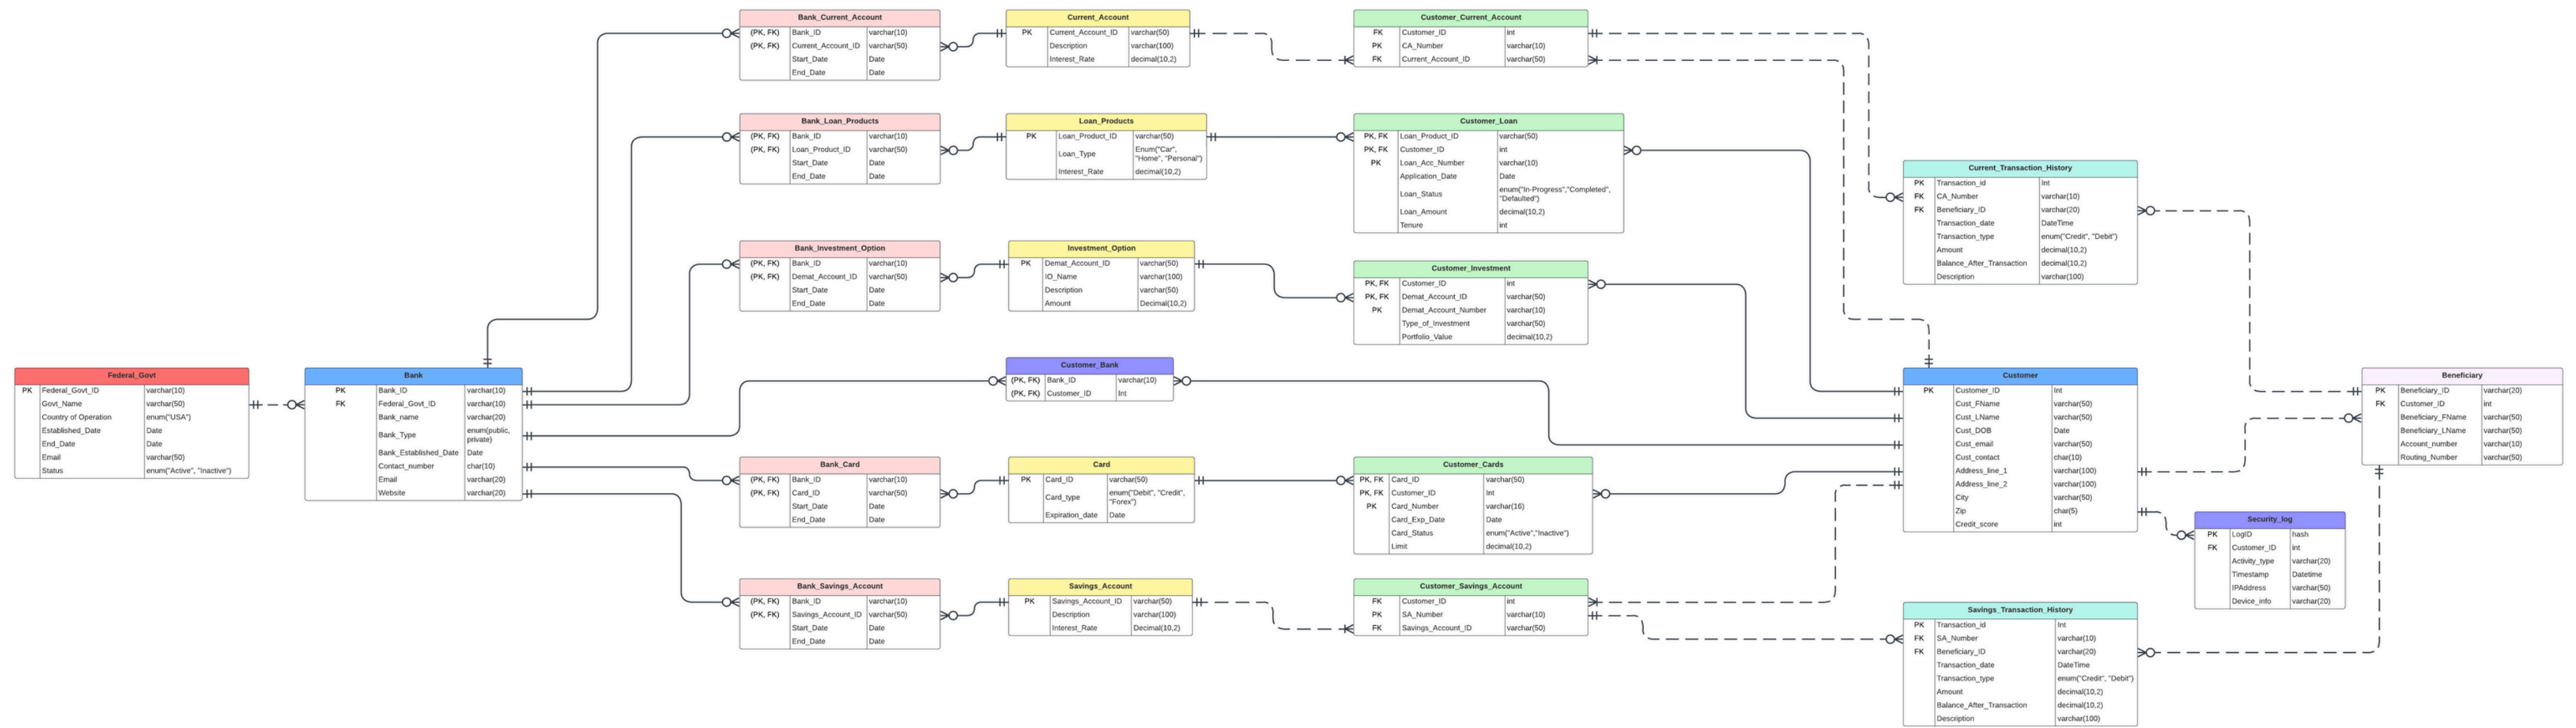 Bank_Current_Account
(PK, FK) Bank_ID varchar(10)
(PK, FK) Current_Account_ID varchar(50)
Start_Date Date
End_Date Date
Current_Account
PK Current_Account_ID varchar(50)
Description varchar(100)
Interest_Rate decimal(10,2)
Customer_Current_Account
FK Customer_ID int
PK CA_Number varchar(10)
FK Current_Account_ID varchar(50)
Bank_Loan_Products
(PK, FK) Bank_ID varchar(10)
(PK, FK) Loan_Product_ID varchar(50)
Start_Date Date
End_Date Date
Loan_Products
PK Loan_Product_ID varchar(50)
Loan_Type Enum("Car",
"Home", "Personal")
Interest_Rate decimal(10,2)
Customer_Loan
PK, FK Loan_Product_ID varchar(50)
PK, FK Customer_ID int
PK Loan_Acc_Number varchar(10)
Application_Date Date
Loan_Status enum("In-Progress","Completed",
"Defaulted")
Loan_Amount decimal(10,2)
Tenure int
Current_Transaction_History
PK Transaction_id Int
FK CA_Number varchar(10)
FK Beneficiary_ID varchar(20)
Transaction_date DateTime
Transaction_type enum("Credit", "Debit")
Amount decimal(10,2)
Balance_After_Transaction decimal(10,2)
Description varchar(100)
Bank_Investment_Option
(PK, FK) Bank_ID varchar(10)
(PK, FK) Demat_Account_ID varchar(50)
Start_Date Date
End_Date Date
Investment_Option
PK Demat_Account_ID varchar(50)
IO_Name varchar(100)
Description varchar(50)
Amount Decimal(10,2)
Customer_Investment
PK, FK Customer_ID int
PK, FK Demat_Account_ID varchar(50)
PK Demat_Account_Number varchar(10)
Type_of_Investment varchar(50)
Portfolio_Value decimal(10,2)
Federal_Govt
PK Federal_Govt_ID varchar(10)
Govt_Name varchar(50)
Country of Operation enum("USA")
Established_Date Date
End_Date Date
Email varchar(50)
Status enum("Active", "Inactive")
Bank
PK Bank_ID varchar(10)
FK Federal_Govt_ID varchar(10)
Bank_name varchar(20)
Bank_Type enum(public,
private)
Bank_Established_Date Date
Contact_number char(10)
Email varchar(20)
Website varchar(20)
Customer_Bank
(PK, FK) Bank_ID varchar(10)
(PK, FK) Customer_ID Int
Customer
PK Customer_ID Int
Cust_FName varchar(50)
Cust_LName varchar(50)
Cust_DOB Date
Cust_email varchar(50)
Cust_contact char(10)
Address_line_1 varchar(100)
Address_line_2 varchar(100)
City varchar(50)
Zip char(5)
Credit_score int
Beneficiary
PK Beneficiary_ID varchar(20)
FK Customer_ID int
Beneficiary_FName varchar(50)
Beneficiary_LName varchar(50)
Account_number varchar(10)
Routing_Number varchar(50)
Bank_Card
(PK, FK) Bank_ID varchar(10)
(PK, FK) Card_ID varchar(50)
Start_Date Date
End_Date Date
Card
PK Card_ID varchar(50)
Card_type enum("Debit", "Credit",
"Forex")
Expiration_date Date
Customer_Cards
PK, FK Card_ID varchar(50)
PK, FK Customer_ID Int
PK Card_Number varchar(16)
Card_Exp_Date Date
Card_Status enum("Active","Inactive")
Limit decimal(10,2)
Security_log
PK LogID hash
FK Customer_ID int
Activity_type varchar(20)
Timestamp Datetime
IPAddress varchar(50)
Device_info varchar(20)
Bank_Savings_Account
(PK, FK) Bank_ID varchar(10)
(PK, FK) Savings_Account_ID varchar(50)
Start_Date Date
End_Date Date
Savings_Account
PK Savings_Account_ID varchar(50)
Description varchar(100)
Interest_Rate Decimal(10,2)
Customer_Savings_Account
FK Customer_ID int
PK SA_Number varchar(10)
FK Savings_Account_ID varchar(50)
Savings_Transaction_History
PK Transaction_id Int
FK SA_Number varchar(10)
FK Beneficiary_ID varchar(20)
Transaction_date DateTime
Transaction_type enum("Credit", "Debit")
Amount decimal(10,2)
Balance_After_Transaction decimal(10,2)
Description varchar(100)